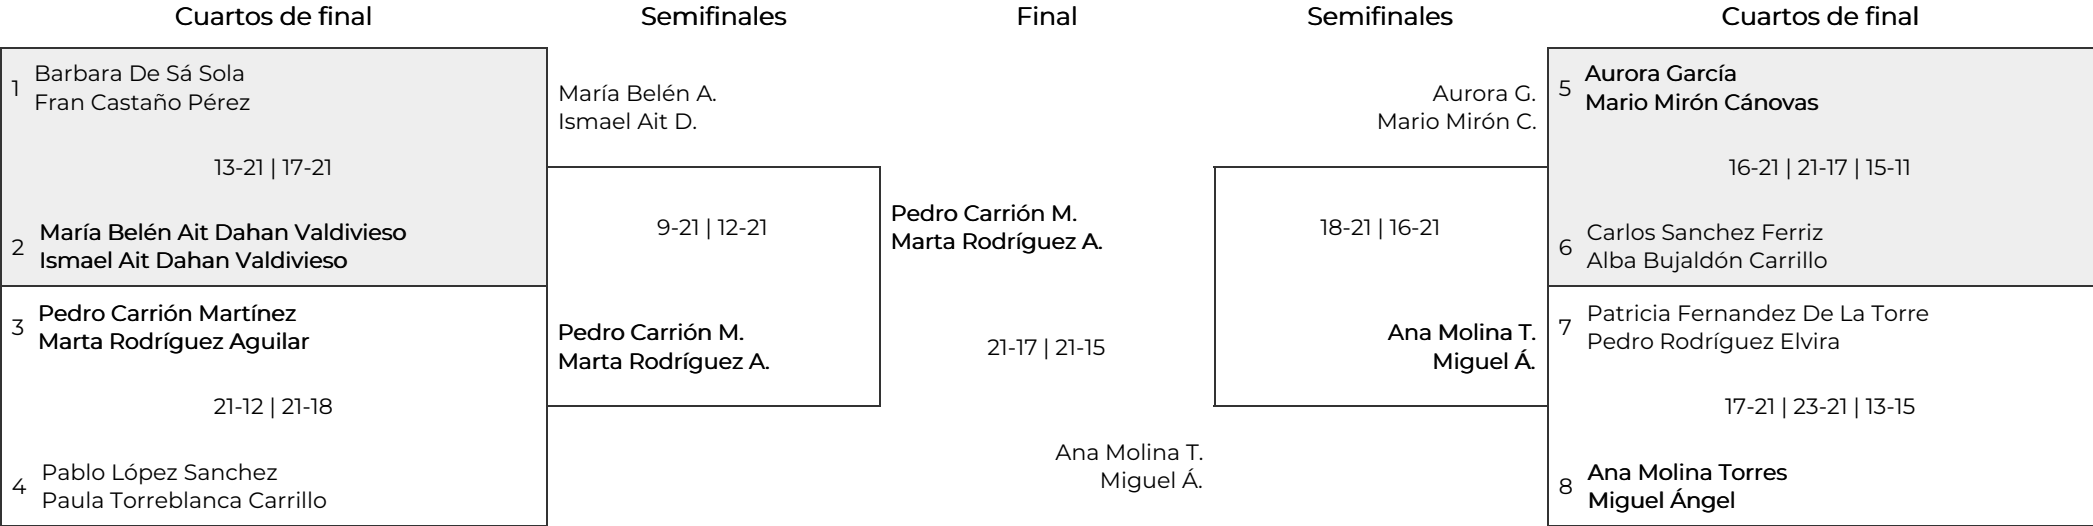 Cuartos de final
Semifinales
Final
Semifinales
Cuartos de final
1
Barbara De Sá Sola
Fran Castaño Pérez
13-21 | 17-21
2
María Belén Ait Dahan Valdivieso
Ismael Ait Dahan Valdivieso
3
Pedro Carrión Martínez
Marta Rodríguez Aguilar
21-12 | 21-18
4
Pablo López Sanchez
Paula Torreblanca Carrillo
María Belén A.
Ismael Ait D.
9-21 | 12-21
Pedro Carrión M.
Marta Rodríguez A.
Pedro Carrión M.
Marta Rodríguez A.
21-17 | 21-15
Ana Molina T.
Miguel Á.
Aurora G.
Mario Mirón C.
18-21 | 16-21
Ana Molina T.
Miguel Á.
5
Aurora García
Mario Mirón Cánovas
16-21 | 21-17 | 15-11
6
Carlos Sanchez Ferriz
Alba Bujaldón Carrillo
7
Patricia Fernandez De La Torre
Pedro Rodríguez Elvira
17-21 | 23-21 | 13-15
8
Ana Molina Torres
Miguel Ángel